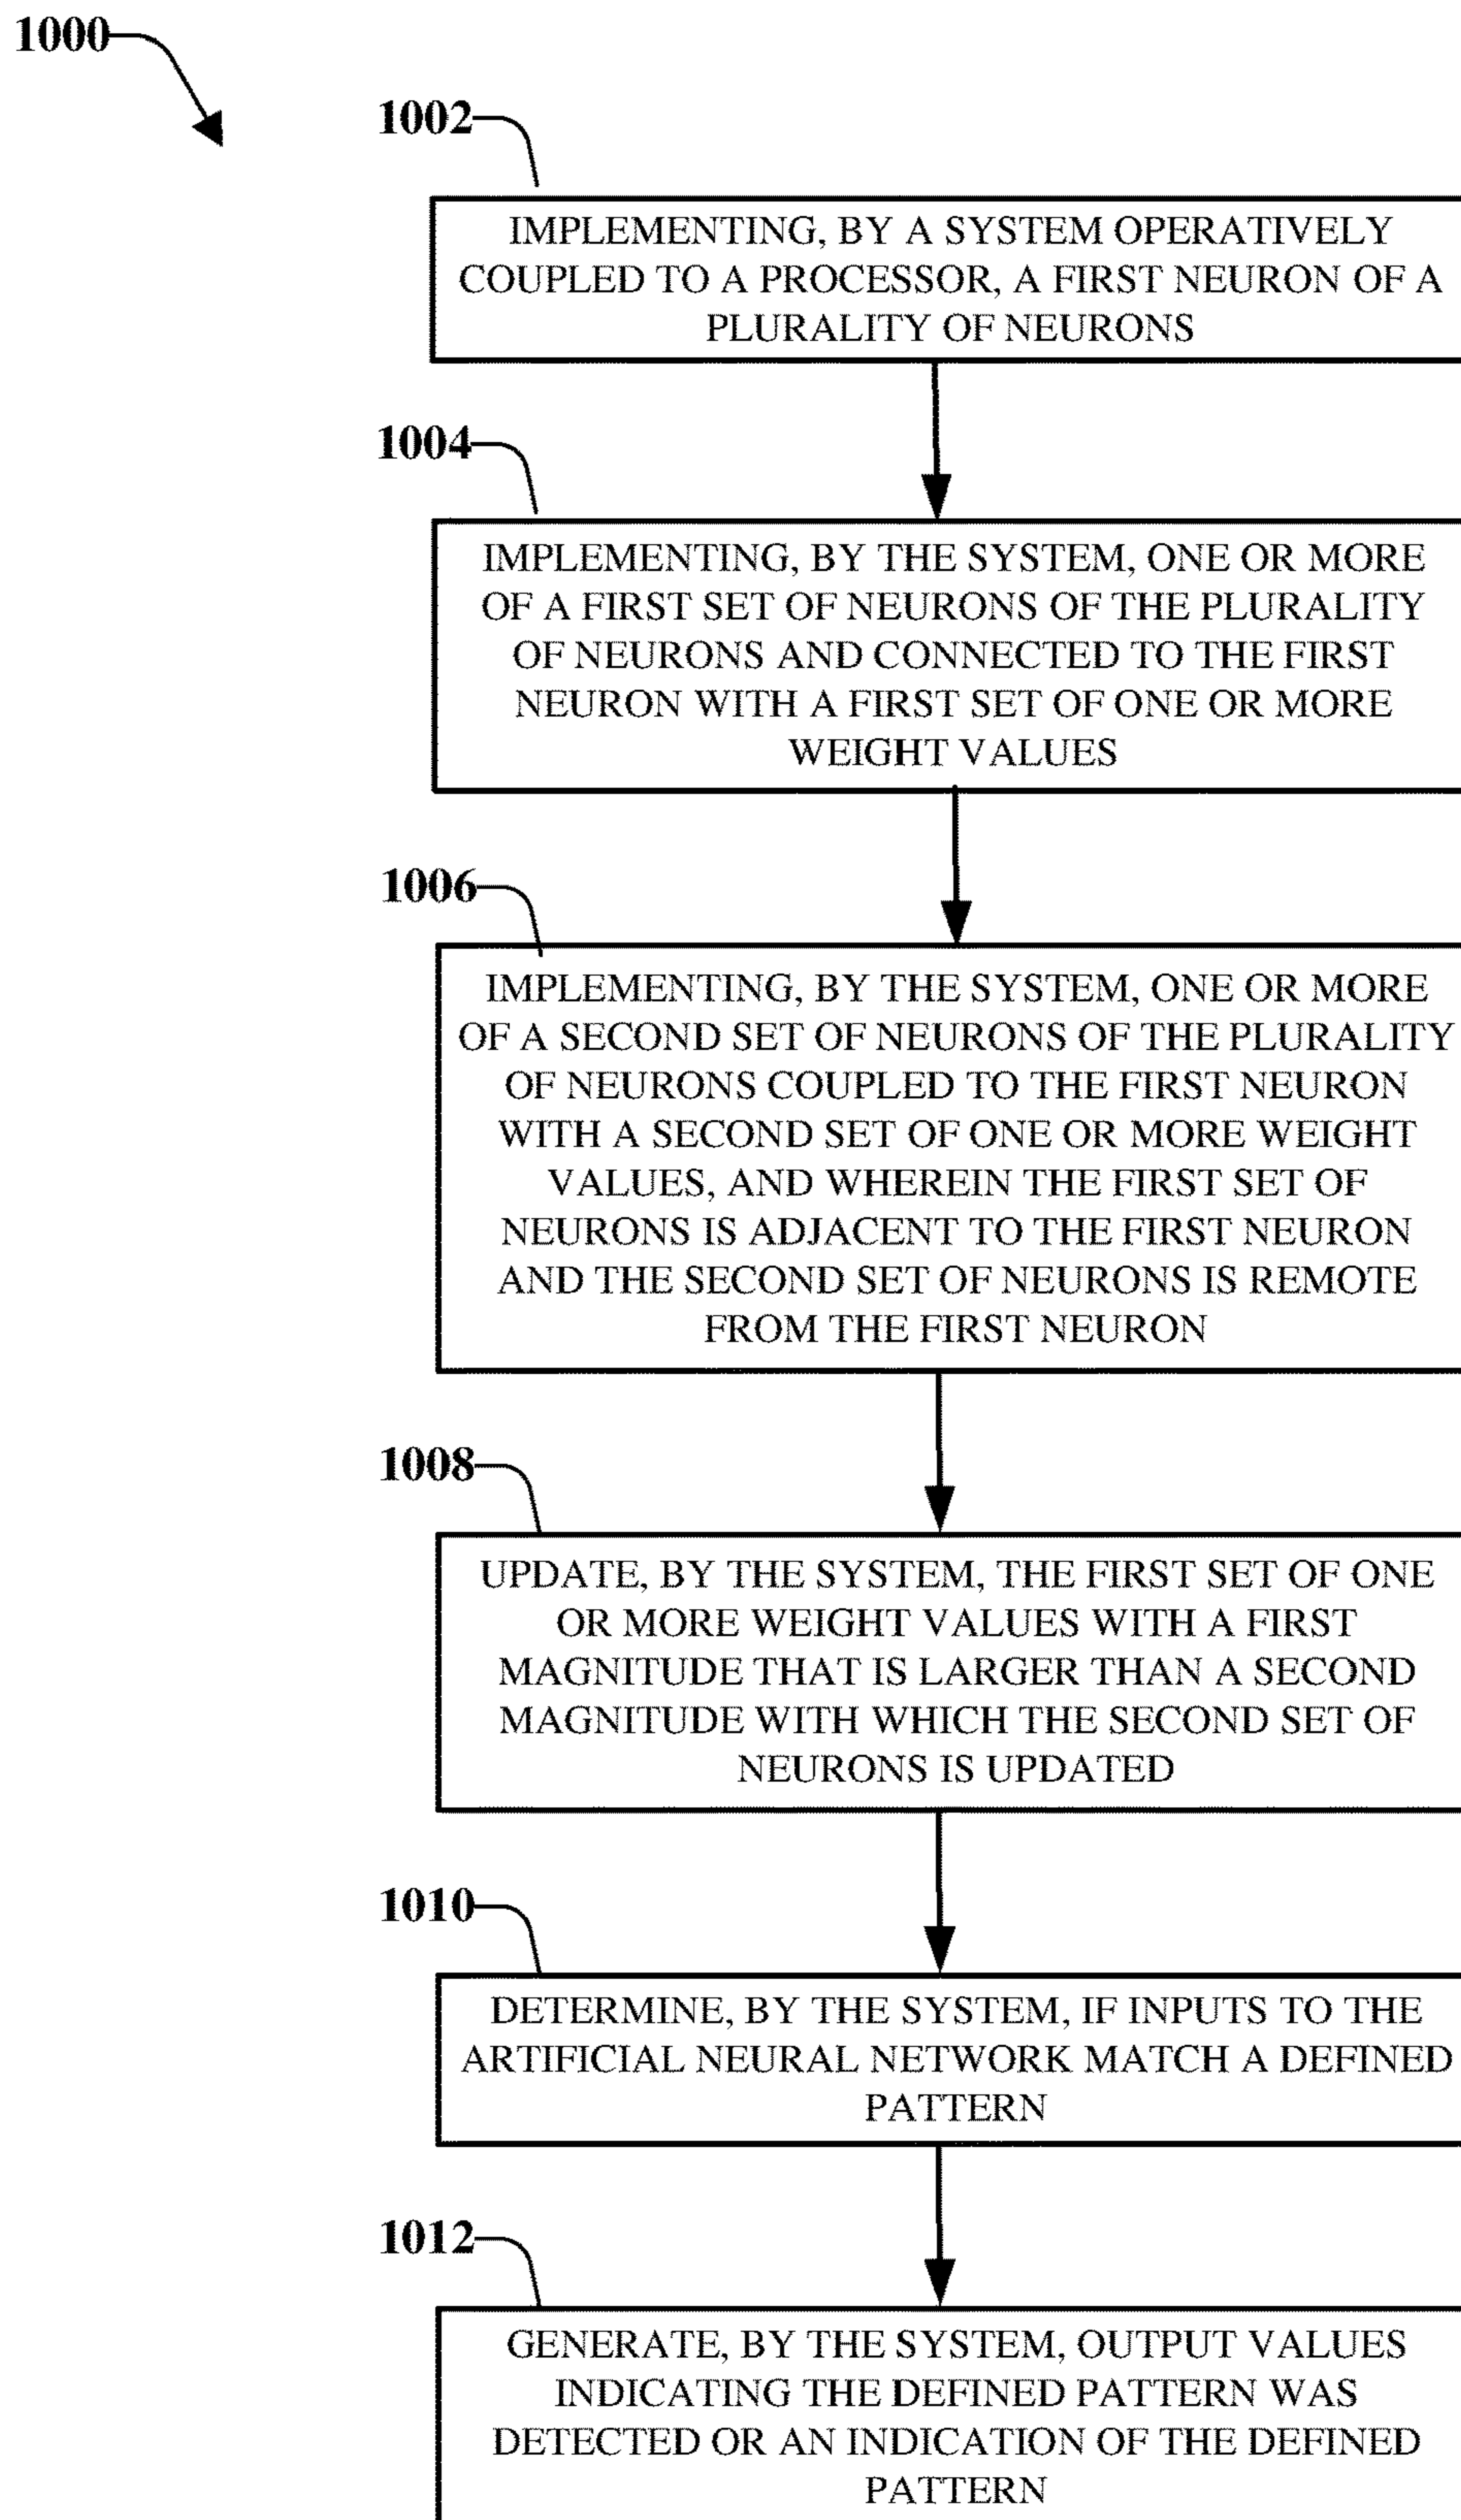 1000
1002
IMPLEMENTING, BY A SYSTEM OPERATIVELY
COUPLED TO A PROCESSOR, A FIRST NEURON OF A
PLURALITY OF NEURONS
1004
IMPLEMENTING, BY THE SYSTEM, ONE OR MORE
OF A FIRST SET OF NEURONS OF THE PLURALITY
OF NEURONS AND CONNECTED TO THE FIRST
NEURON WITH A FIRST SET OF ONE OR MORE
WEIGHT VALUES
1006
IMPLEMENTING, BY THE SYSTEM, ONE OR MORE
OF A SECOND SET OF NEURONS OF THE PLURALITY
OF NEURONS COUPLED TO THE FIRST NEURON
WITH A SECOND SET OF ONE OR MORE WEIGHT
VALUES, AND WHEREIN THE FIRST SET OF
NEURONS IS ADJACENT TO THE FIRST NEURON
AND THE SECOND SET OF NEURONS IS REMOTE
FROM THE FIRST NEURON
1008
UPDATE, BY THE SYSTEM, THE FIRST SET OF ONE
OR MORE WEIGHT VALUES WITH A FIRST
MAGNITUDE THAT IS LARGER THAN A SECOND
MAGNITUDE WITH WHICH THE SECOND SET OF
NEURONS IS UPDATED
1010
DETERMINE, BY THE SYSTEM, IF INPUTS TO THE
ARTIFICIAL NEURAL NETWORK MATCH A DEFINED
PATTERN
1012
GENERATE, BY THE SYSTEM, OUTPUT VALUES
INDICATING THE DEFINED PATTERN WAS
DETECTED OR AN INDICATION OF THE DEFINED
PATTERN